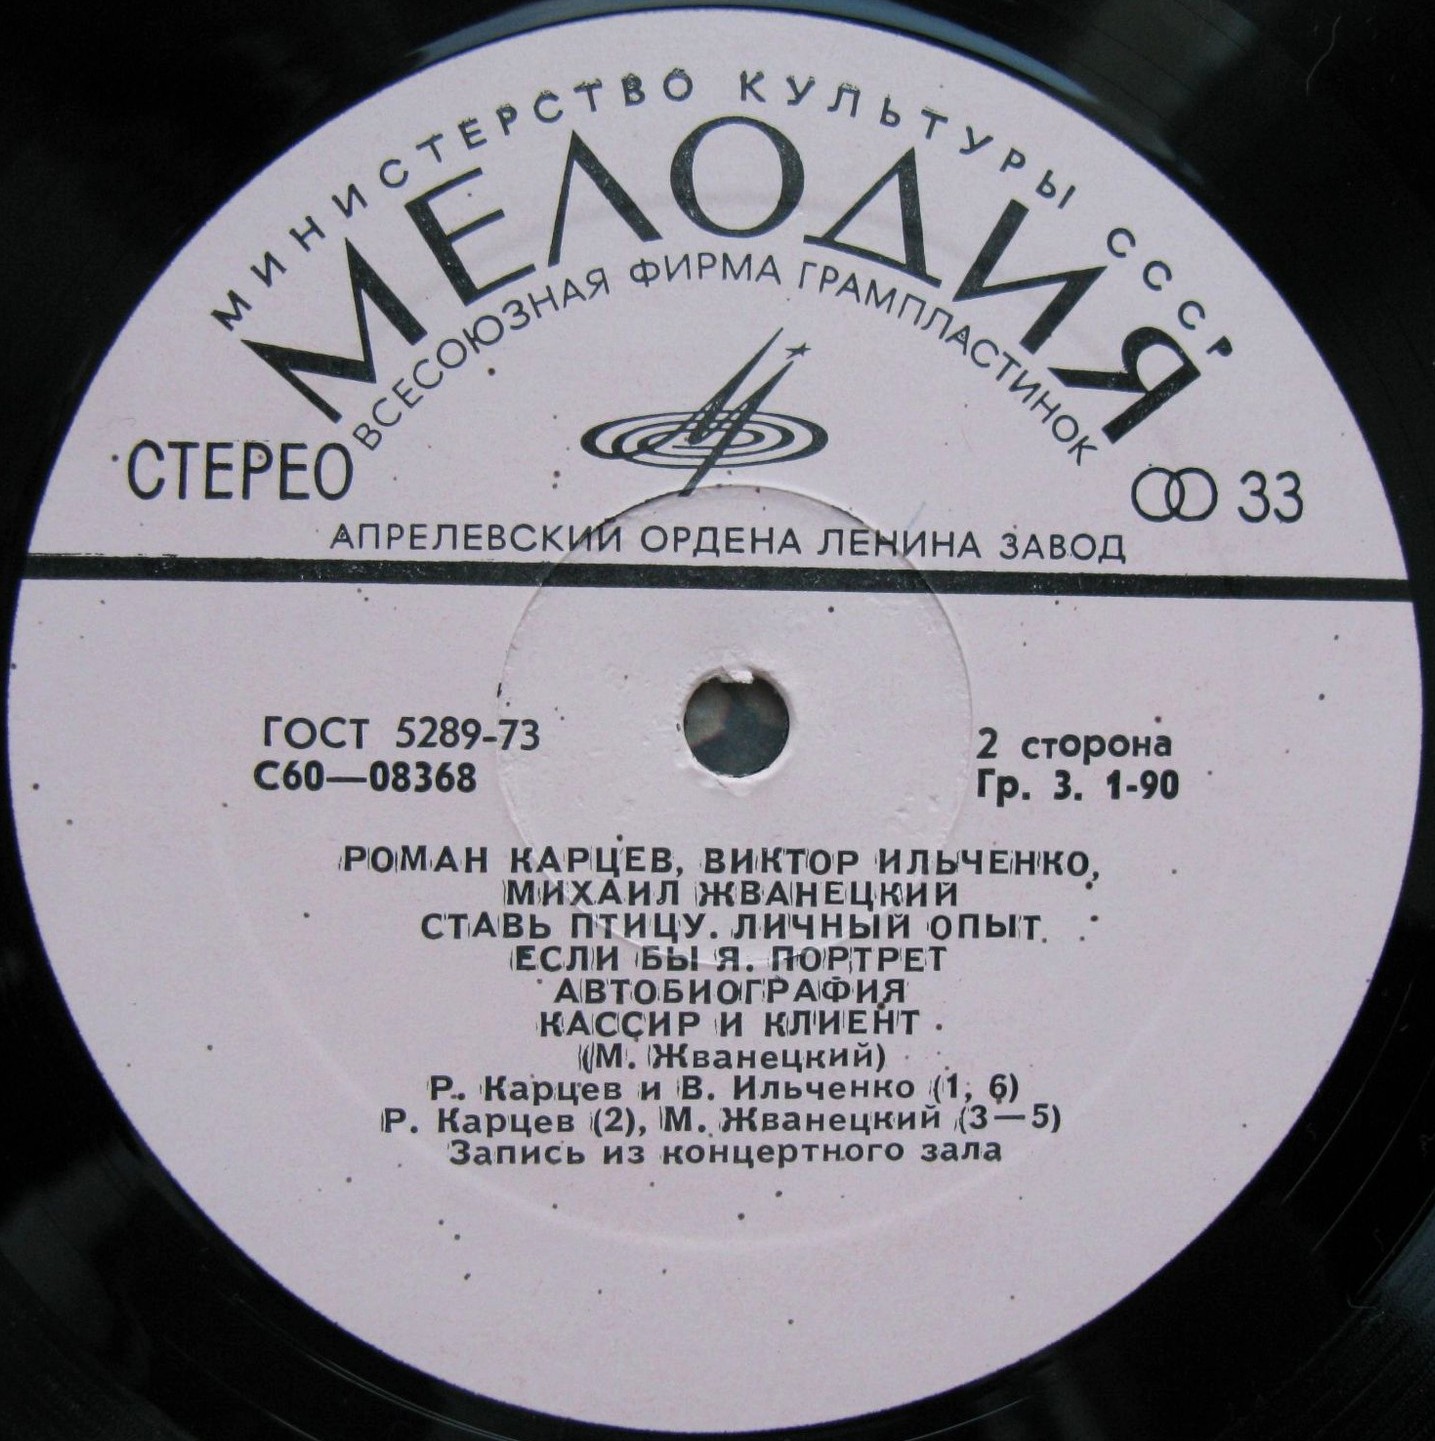 МИНИСТЕРСТВО КУЛЬТУРЫ СССР
МЕЛОДИЯ
ВСЕСОЮЗНАЯ ФИРМА ГРАМПЛАСТИНОК
СТЕРЕО
33
АПРЕЛЕВСКИЙ ОРДЕНА ЛЕНИНА ЗАВОД
ГОСТ 5289-73
С60—08368
2 сторона
Гр. 3. 1-90
РОМАН КАРЦЕВ, ВИКТОР ИЛЬЧЕНКО,
МИХАИЛ ЖВАНЕЦКИЙ
СТАВЬ ПТИЦУ. ЛИЧНЫЙ ОПЫТ
ЕСЛИ БЫ Я. ПОРТРЕТ
АВТОБИОГРАФИЯ
КАССИР И КЛИЕНТ
(М. Жванецкий)
Р. Карцев и В. Ильченко (1, 6)
Р. Карцев (2), М. Жванецкий (3—5)
Запись из концертного зала